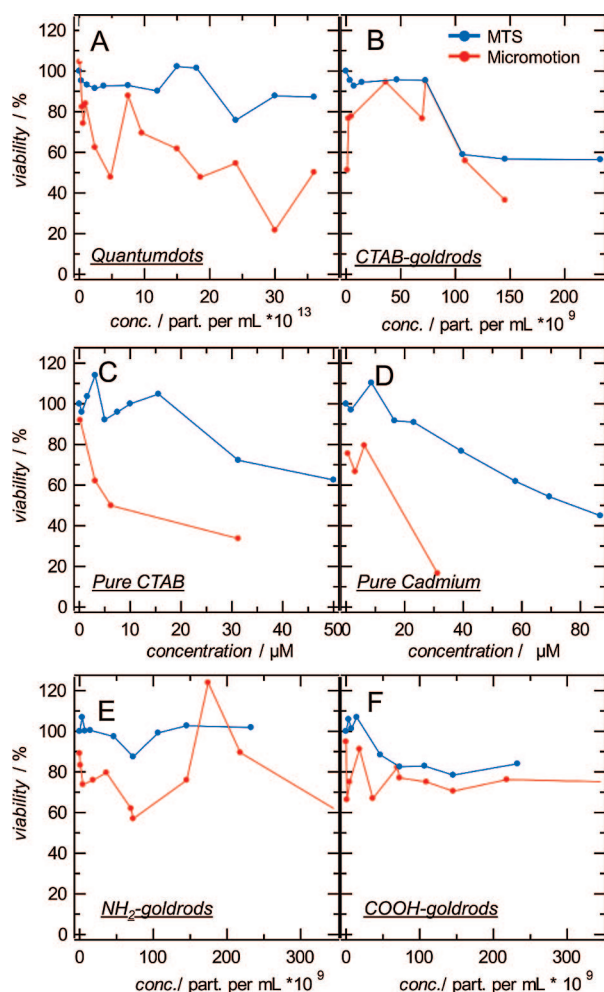 A
B
MTS
Micromotion
viability / %
120
100
80
60
40
20
0
Quantumdots
CTAB-goldrods
0
10
20
30
0
50
100
150
200
conc. / part. per mL *10 13
conc. / part. per mL *10 9
C
D
viability / %
120
100
80
60
40
20
0
Pure CTAB
Pure Cadmium
0
10
20
30
40
50
0
20
40
60
80
concentration / µM
concentration / µM
E
F
viability / %
120
100
80
60
40
20
0
NH2-goldrods
COOH-goldrods
0
100
200
300
0
100
200
300
conc./ part. per mL * 10 9
conc./ part. per mL * 10 9